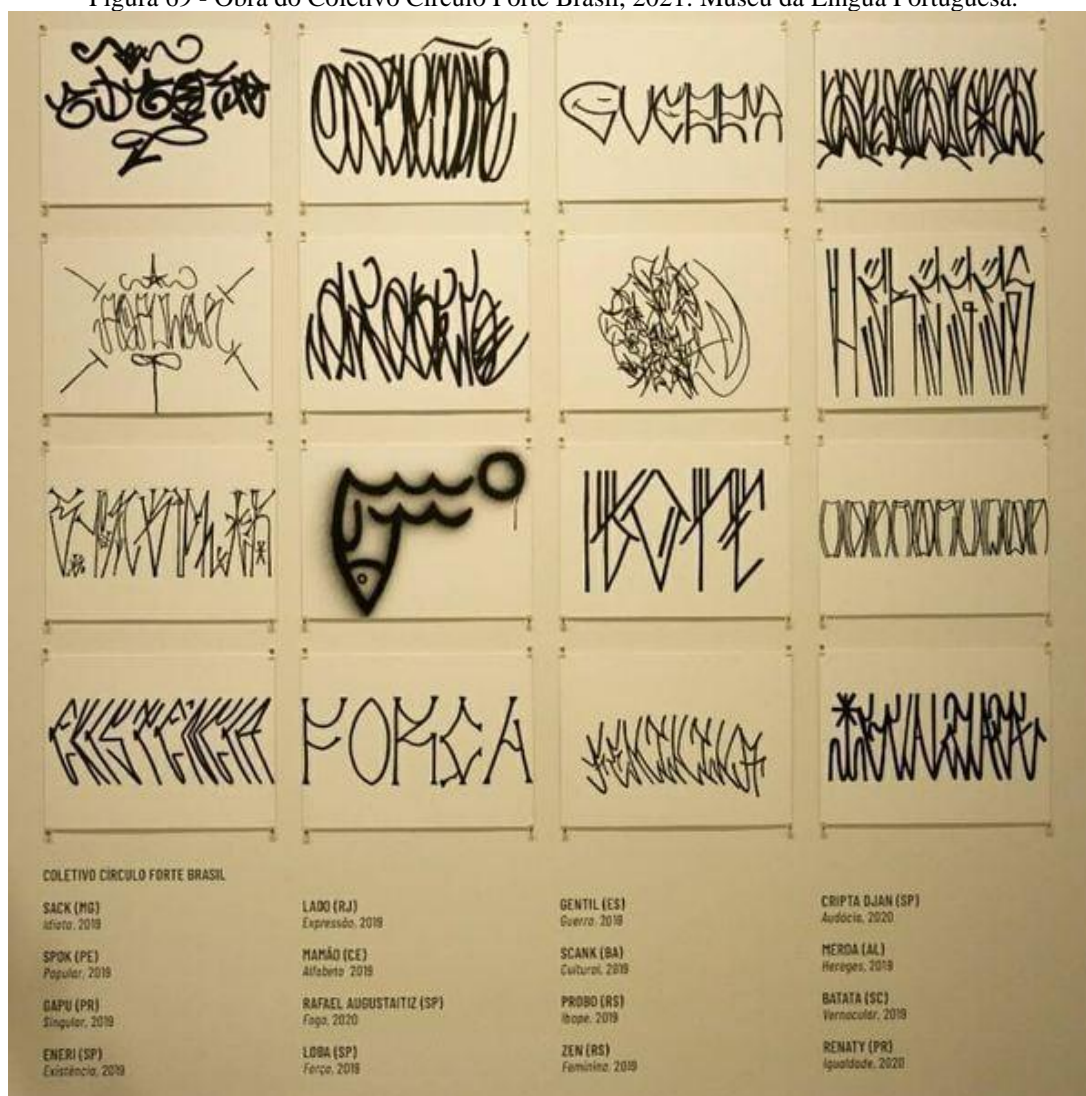 Figura 69 - Obra do Coletivo Círculo Forte Brasil, 2021. Museu da Língua Portuguesa.
GUERRA
HEREGES
IBOPE
EXISTENCIA
FORÇA
COLETIVO CÍRCULO FORTE BRASIL
SACK (MG)
Idiota, 2019
LADO (RJ)
Expressão, 2019
GENTIL (ES)
Guerra, 2019
CRIPTA DJAN (SP)
Audácia, 2020
SPOK (PE)
Popular, 2019
MAMÃO (CE)
Alfabeto 2019
SCANK (BA)
Cultural, 2019
MERDA (AL)
Hereges, 2019
GAPU (PR)
Singular, 2019
RAFAEL AUGUSTAITIZ (SP)
Fogo, 2020
PROBO (RS)
Ibope, 2019
BATATA (SC)
Vernacular, 2019
ENERI (SP)
Existência, 2019
LOBA (SP)
Força, 2019
ZEN (RS)
Feminino, 2019
RENATY (PR)
Igualdade, 2020